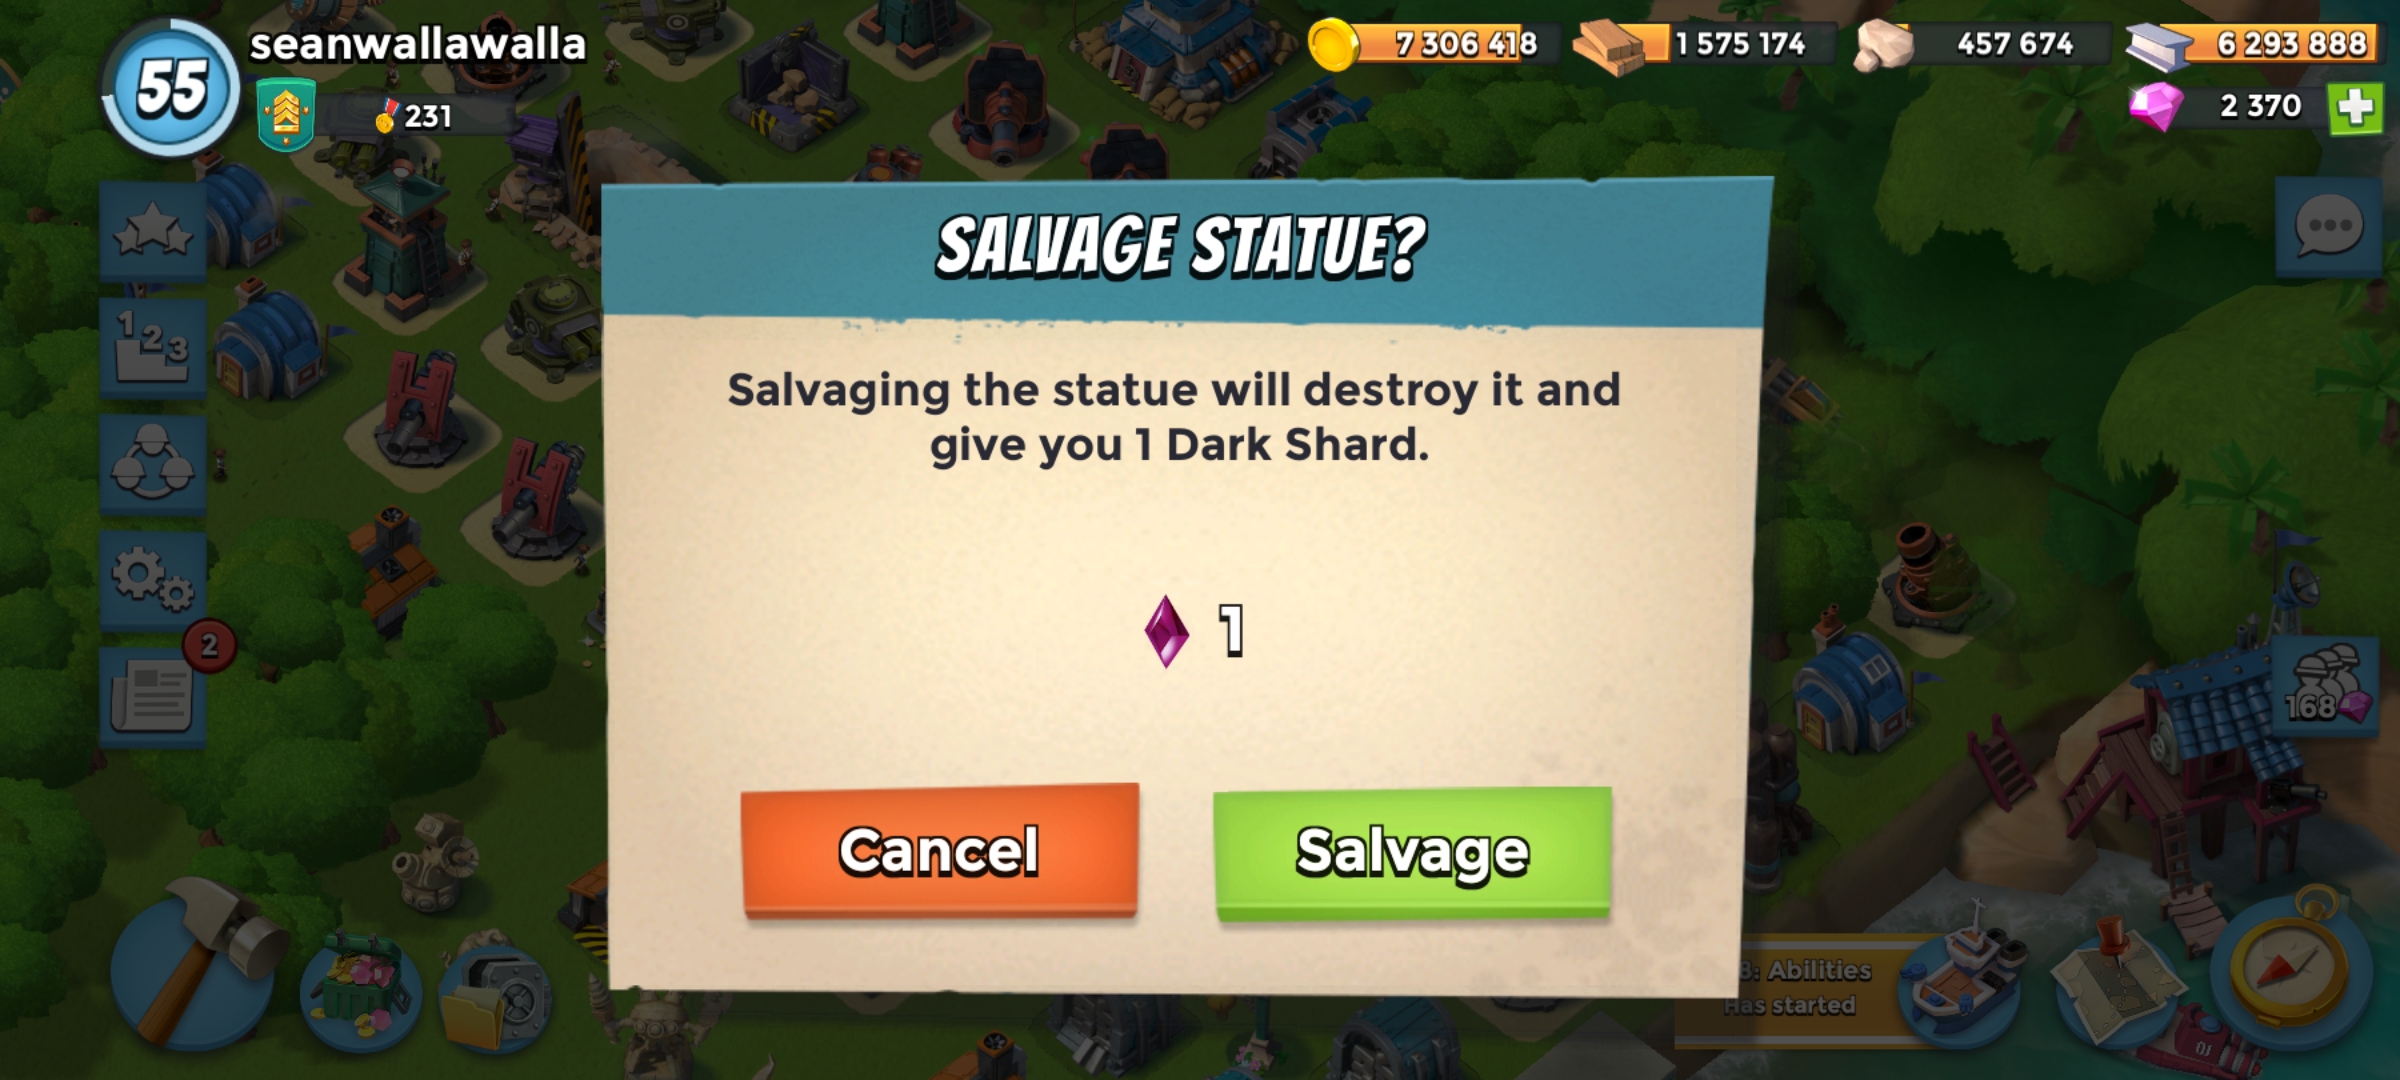 55
seanwallawalla
231
7 306 418
1 575 174
457 674
6 293 888
2 370
1 2 3
2
SALVAGE STATUE?
Salvaging the statue will destroy it and
give you 1 Dark Shard.
1
Cancel
Salvage
168
8: Abilities
Has started
01